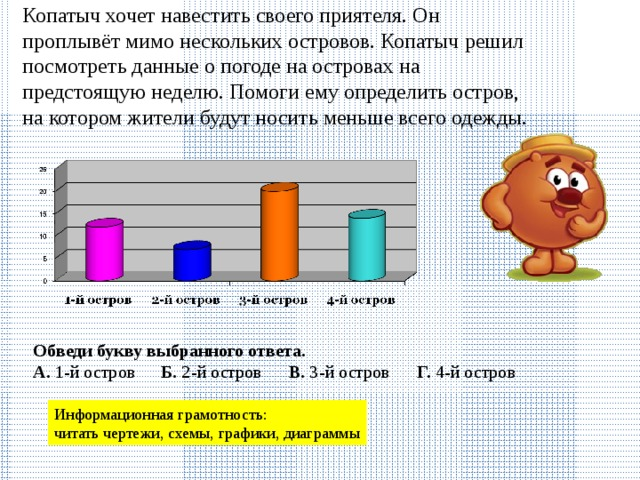 Копатыч хочет навестить своего приятеля. Он
проплывёт мимо нескольких островов. Копатыч решил
посмотреть данные о погоде на островах на
предстоящую неделю. Помоги ему определить остров,
на котором жители будут носить меньше всего одежды.
25
20
15
10
5
0
1-й остров 2-й остров 3-й остров 4-й остров
Обведи букву выбранного ответа.
А. 1-й остров Б. 2-й остров В. 3-й остров Г. 4-й остров
Информационная грамотность:
читать чертежи, схемы, графики, диаграммы